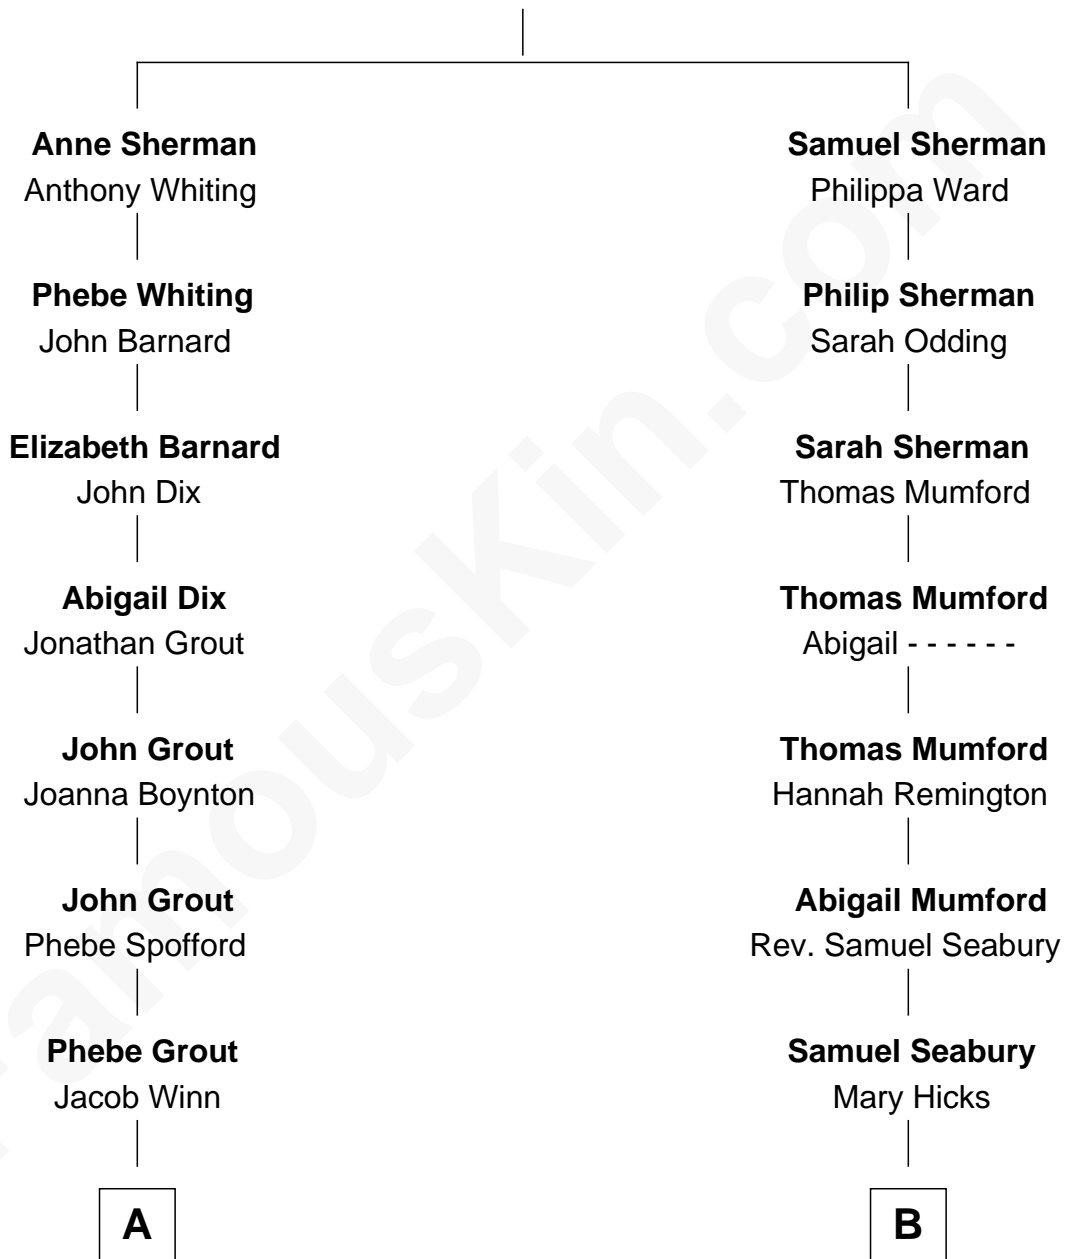 Anne Sherman
Anthony Whiting
Phebe Whiting
John Barnard
Elizabeth Barnard
John Dix
Abigail Dix
Jonathan Grout
John Grout
Joanna Boynton
John Grout
Phebe Spofford
Phebe Grout
Jacob Winn
A
Samuel Sherman
Philippa Ward
Philip Sherman
Sarah Odding
Sarah Sherman
Thomas Mumford
Thomas Mumford
Abigail - - - - - -
Thomas Mumford
Hannah Remington
Abigail Mumford
Rev. Samuel Seabury
Samuel Seabury
Mary Hicks
B
FamousKin.com